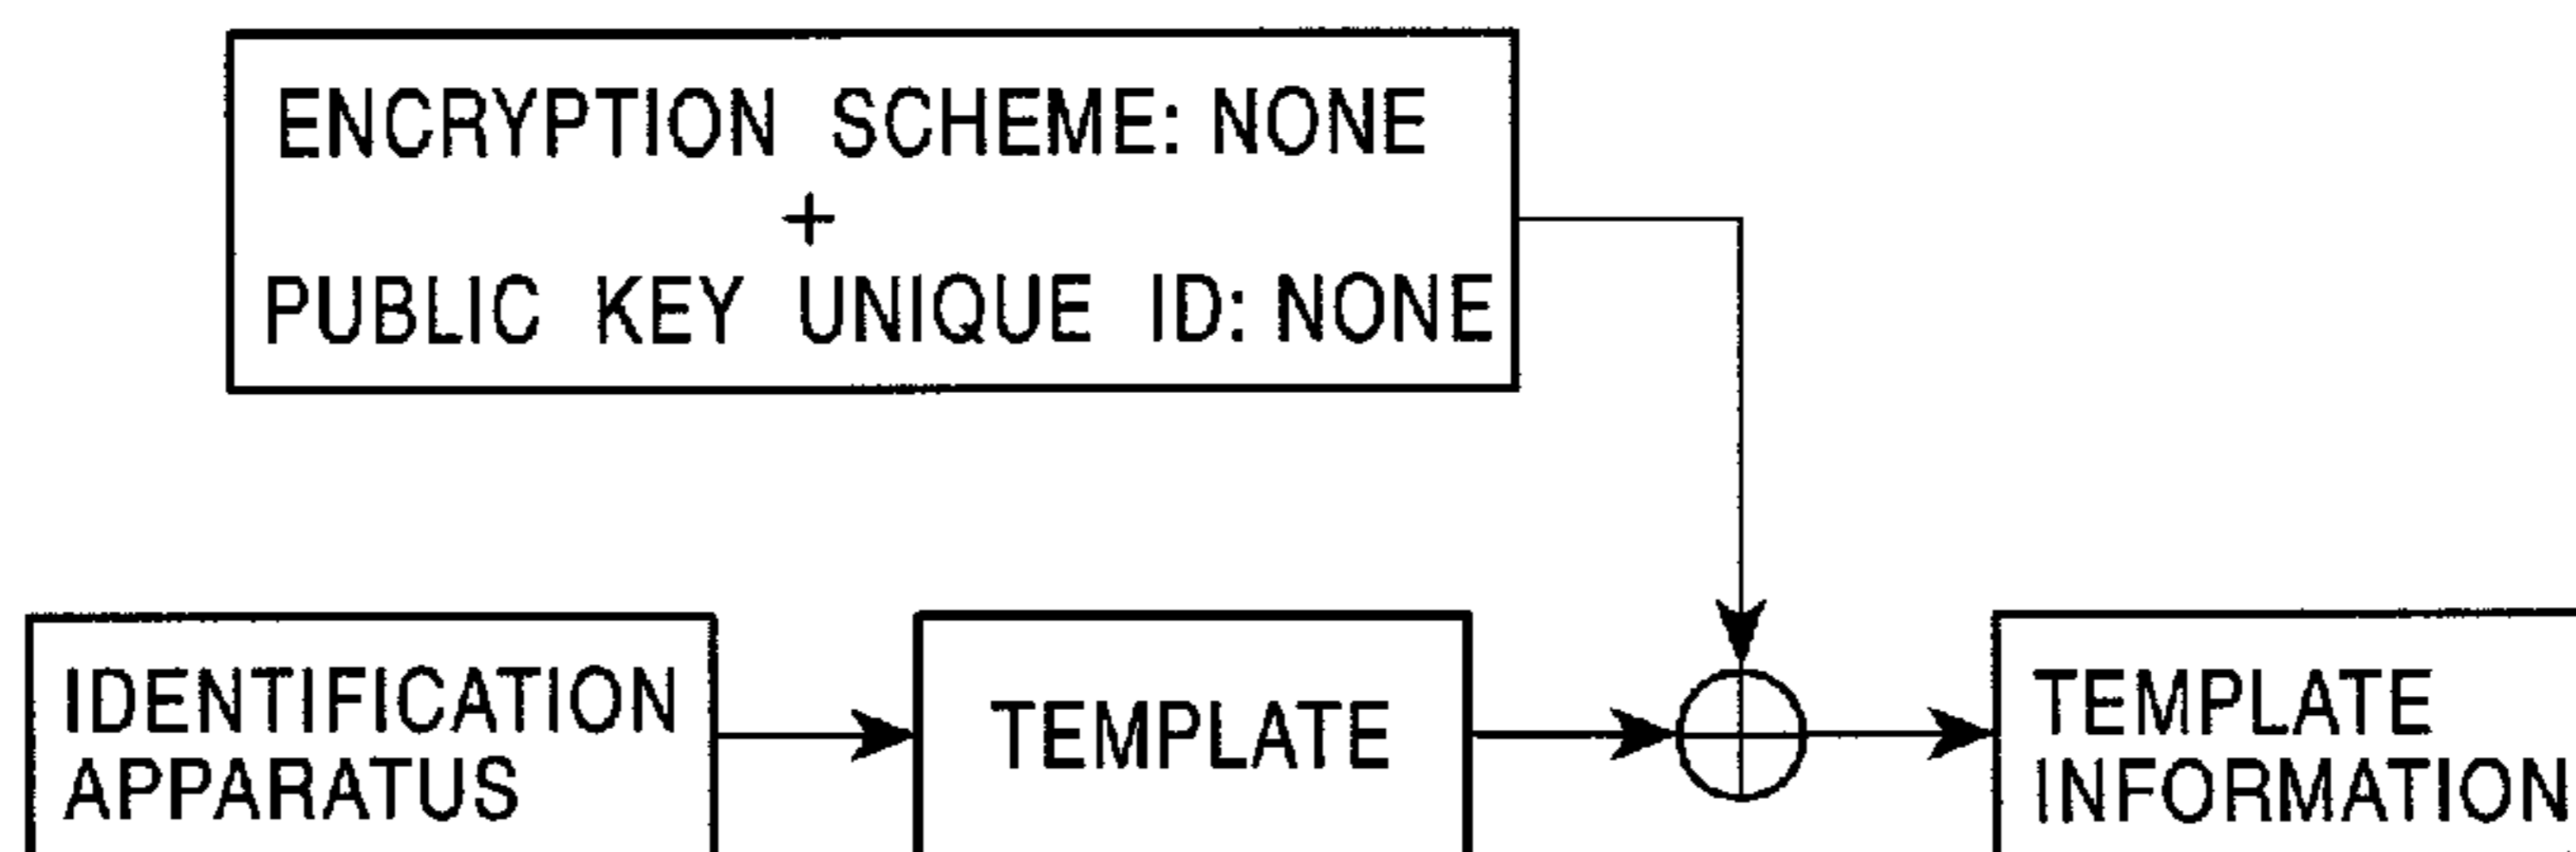 ENCRYPTION SCHEME: NONE
+
PUBLIC KEY UNIQUE ID: NONE
IDENTIFICATION
APPARATUS
TEMPLATE
TEMPLATE
INFORMATION